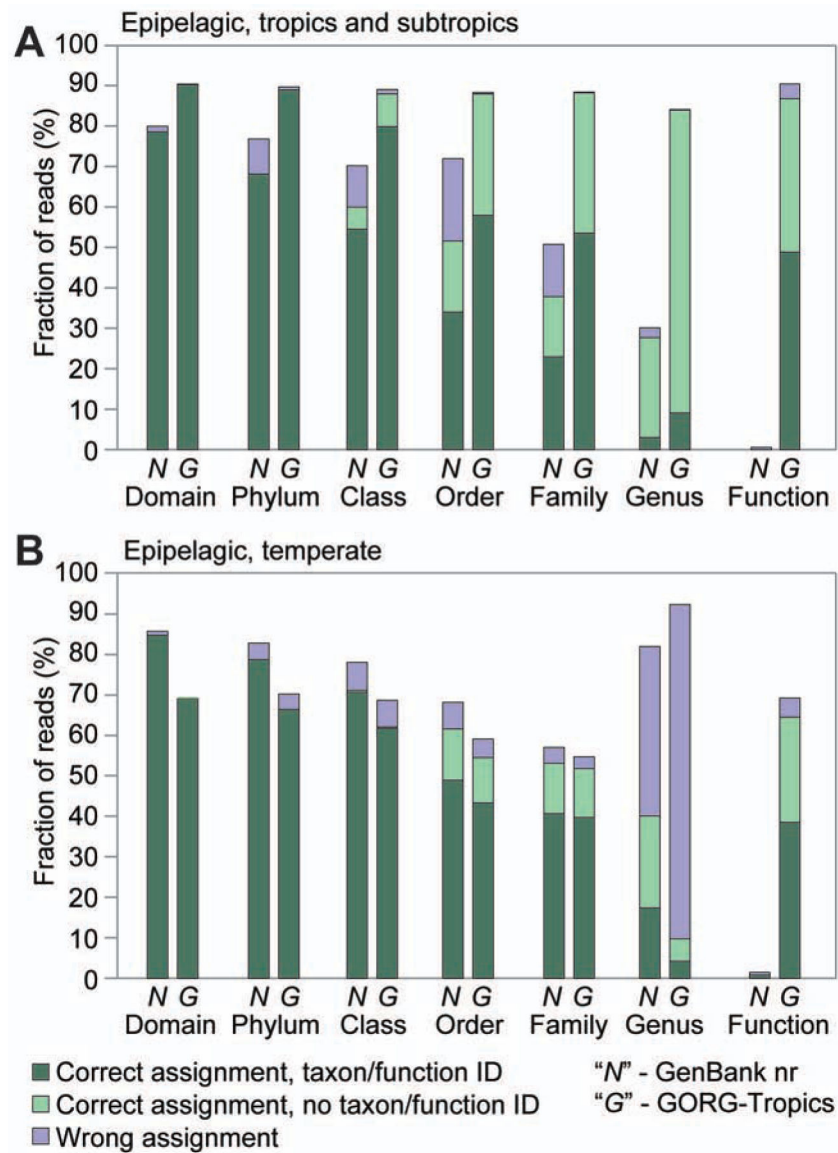 A Epipelagic, tropics and subtropics
Fraction of reads (%)
100
90
80
70
60
50
40
30
20
10
0
N G N G N G N G N G N G N G
Domain Phylum Class Order Family Genus Function
B Epipelagic, temperate
Fraction of reads (%)
100
90
80
70
60
50
40
30
20
10
0
N G N G N G N G N G N G N G
Domain Phylum Class Order Family Genus Function
Correct assignment, taxon/function ID "N" - GenBank nr
Correct assignment, no taxon/function ID "G" - GORG-Tropics
Wrong assignment